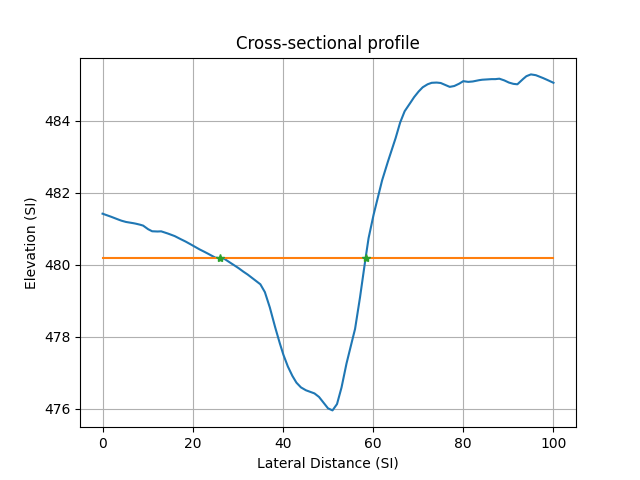 Cross-sectional profile
Elevation (SI)
484
482
480
478
476
0 20 40 60 80 100
Lateral Distance (SI)